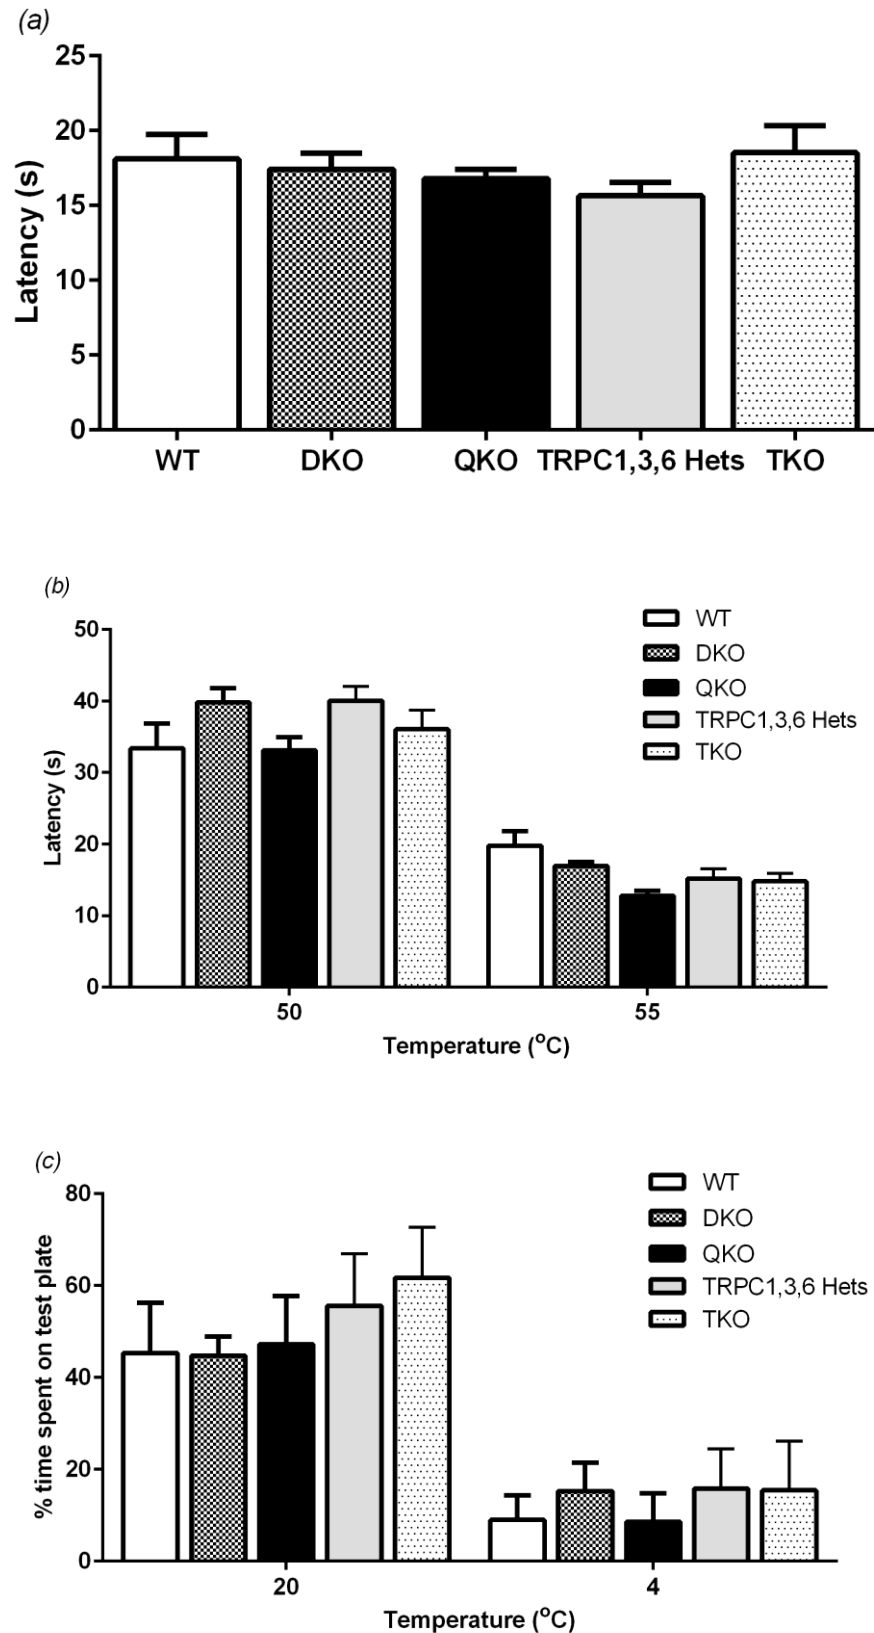 (a)
25
20
15
10
5
0
Latency (s)
WT DKO QKO TRPC1,3,6 Hets TKO
(b)
50
40
30
20
10
0
Latency (s)
WT
DKO
QKO
TRPC1,3,6 Hets
TKO
50 55
Temperature (°C)
(c)
80
60
40
20
0
% time spent on test plate
WT
DKO
QKO
TRPC1,3,6 Hets
TKO
20 4
Temperature (°C)